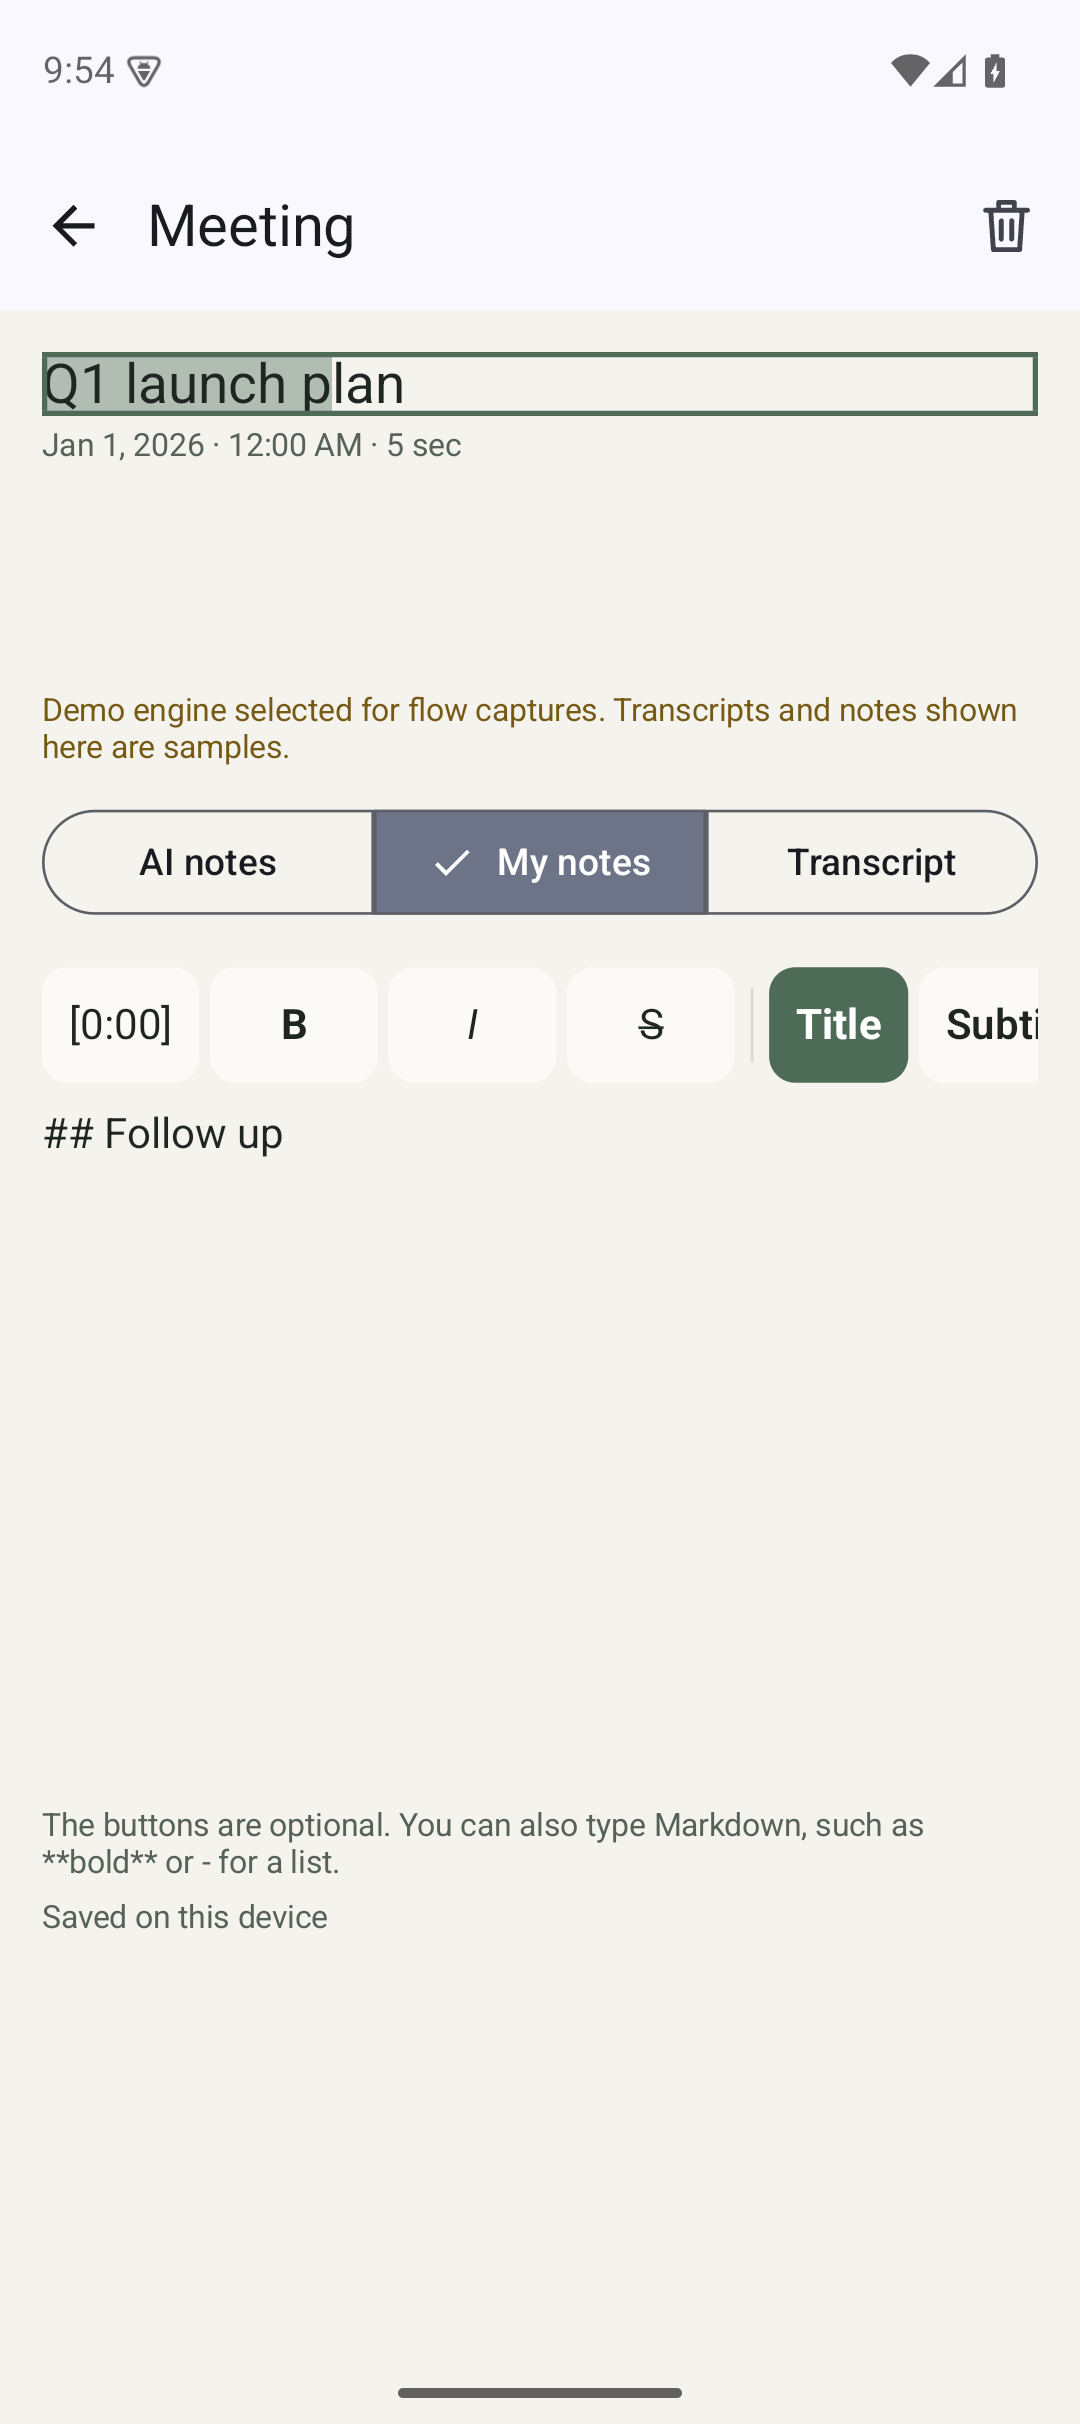 9:54
Meeting
Q1 launch plan
Jan 1, 2026 · 12:00 AM · 5 sec
Demo engine selected for flow captures. Transcripts and notes shown
here are samples.
AI notes My notes Transcript
[0:00] B I S Title Subti
## Follow up
The buttons are optional. You can also type Markdown, such as
**bold** or - for a list.
Saved on this device